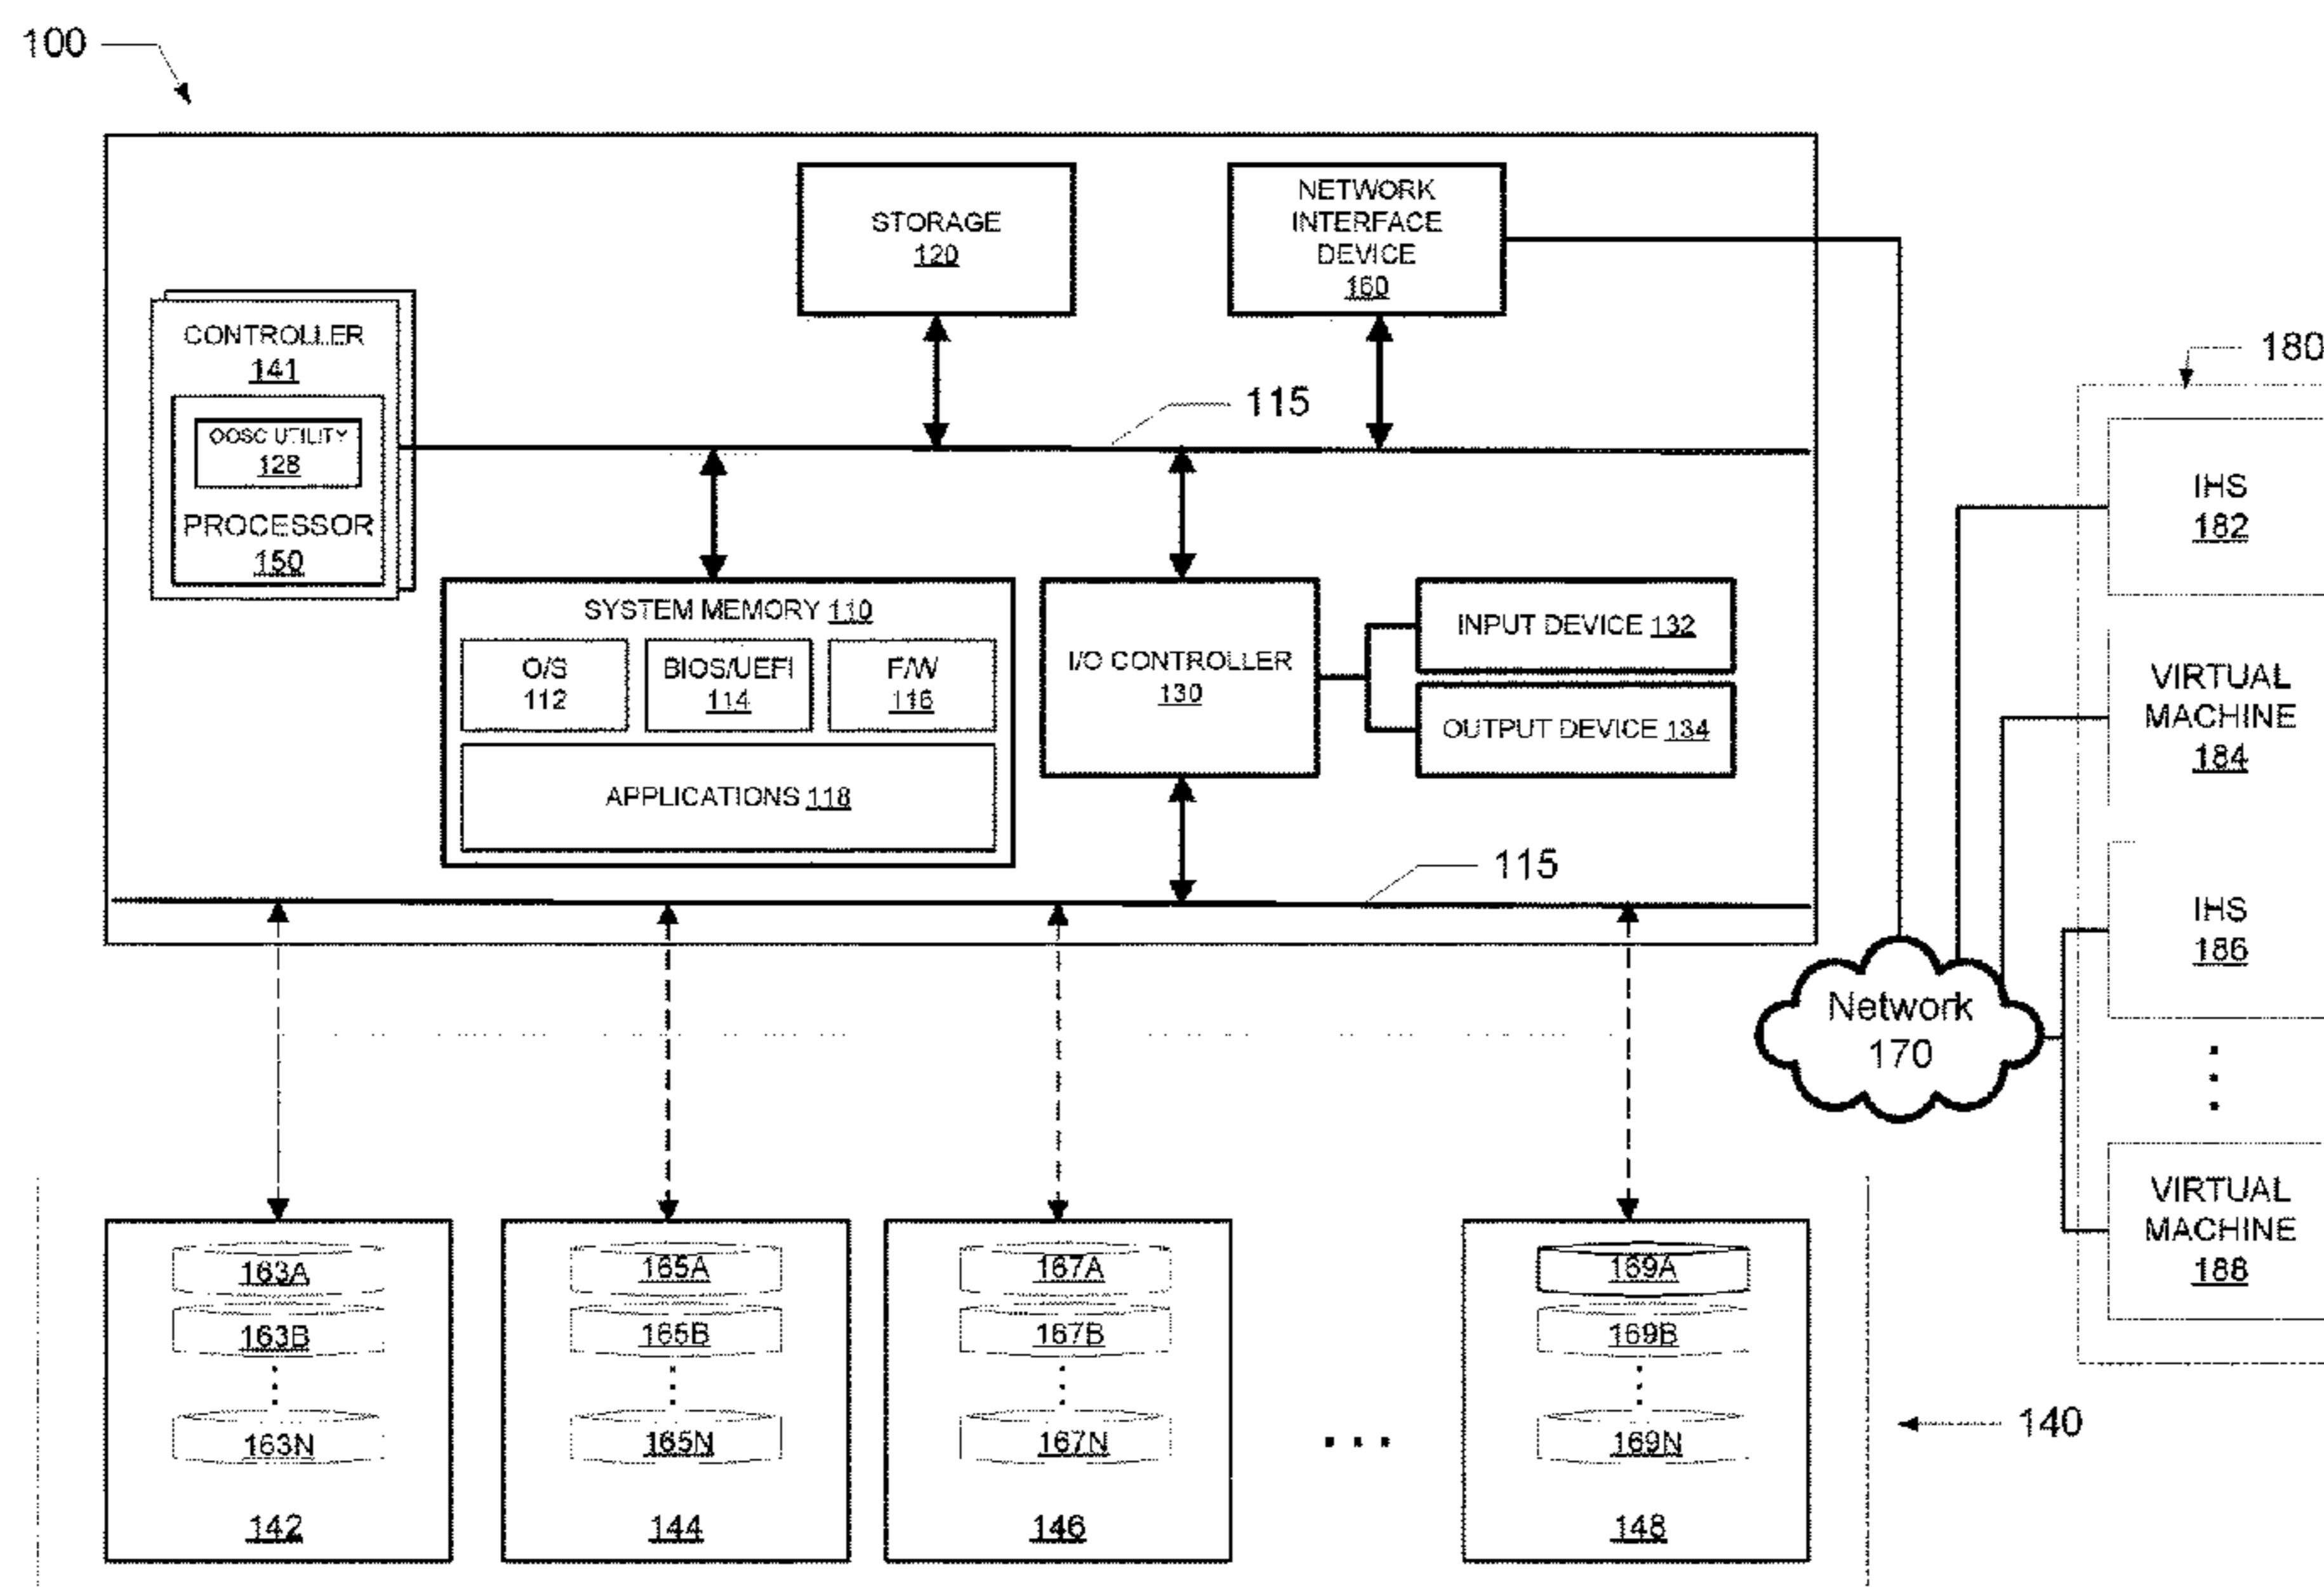 100
STORAGE
120
NETWORK
INTERFACE
DEVICE
160
CONTROLLER
141
OOSC UTILITY
128
PROCESSOR
150
115
180
IHS
182
SYSTEM MEMORY 110
O/S
112
BIOS/UEFI
114
F/W
116
APPLICATIONS 118
I/O CONTROLLER
130
INPUT DEVICE 132
OUTPUT DEVICE 134
VIRTUAL
MACHINE
184
115
IHS
186
Network
170
VIRTUAL
MACHINE
188
163A
163B
163N
142
165A
165B
165N
144
167A
167B
167N
146
169A
169B
169N
148
140